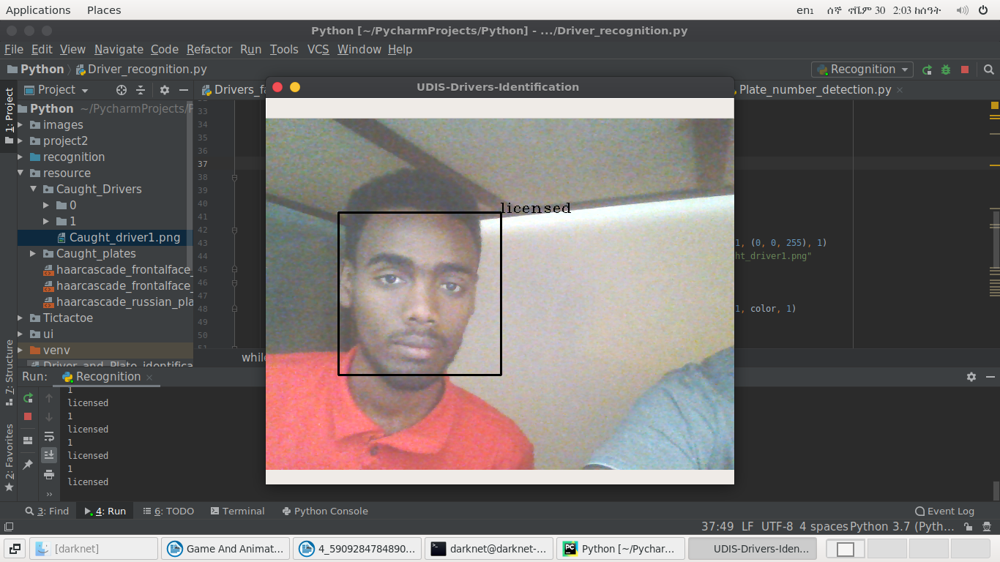 Applications Places en₁ ሰኞ ኖቬም 30 2:03 ከሰዓት
Python [~/PycharmProjects/Python] - .../Driver_recognition.py
File Edit View Navigate Code Refactor Run Tools VCS Window Help
Python Driver_recognition.py Recognition
1: Project
Project
Drivers_fa
Plate_number_detection.py
UDIS-Drivers-Identification
Python ~/PycharmProjects/P
images
project2
recognition
resource
Caught_Drivers
0
1
Caught_driver1.png
Caught_plates
haarcascade_frontalface_
haarcascade_frontalface_
haarcascade_russian_pla
Tictactoe
ui
venv
Driver_and_Plate_identifica
33
34
35
36
37
38
39
40
41
42
43
44
45
46
47
48
49
50
51
licensed
1, (0, 0, 255), 1)
ht_driver1.png"
1, color, 1)
while
7: Structure
2: Favorites
Run: Recognition
1
licensed
1
licensed
1
licensed
1
licensed
3: Find 4: Run 6: TODO Terminal Python Console Event Log
37:49 LF UTF-8 4 spaces Python 3.7 (Pyth...
[darknet] Game And Animat... 4_5909284784890... darknet@darknet-... Python [~/Pychar... UDIS-Drivers-Iden...